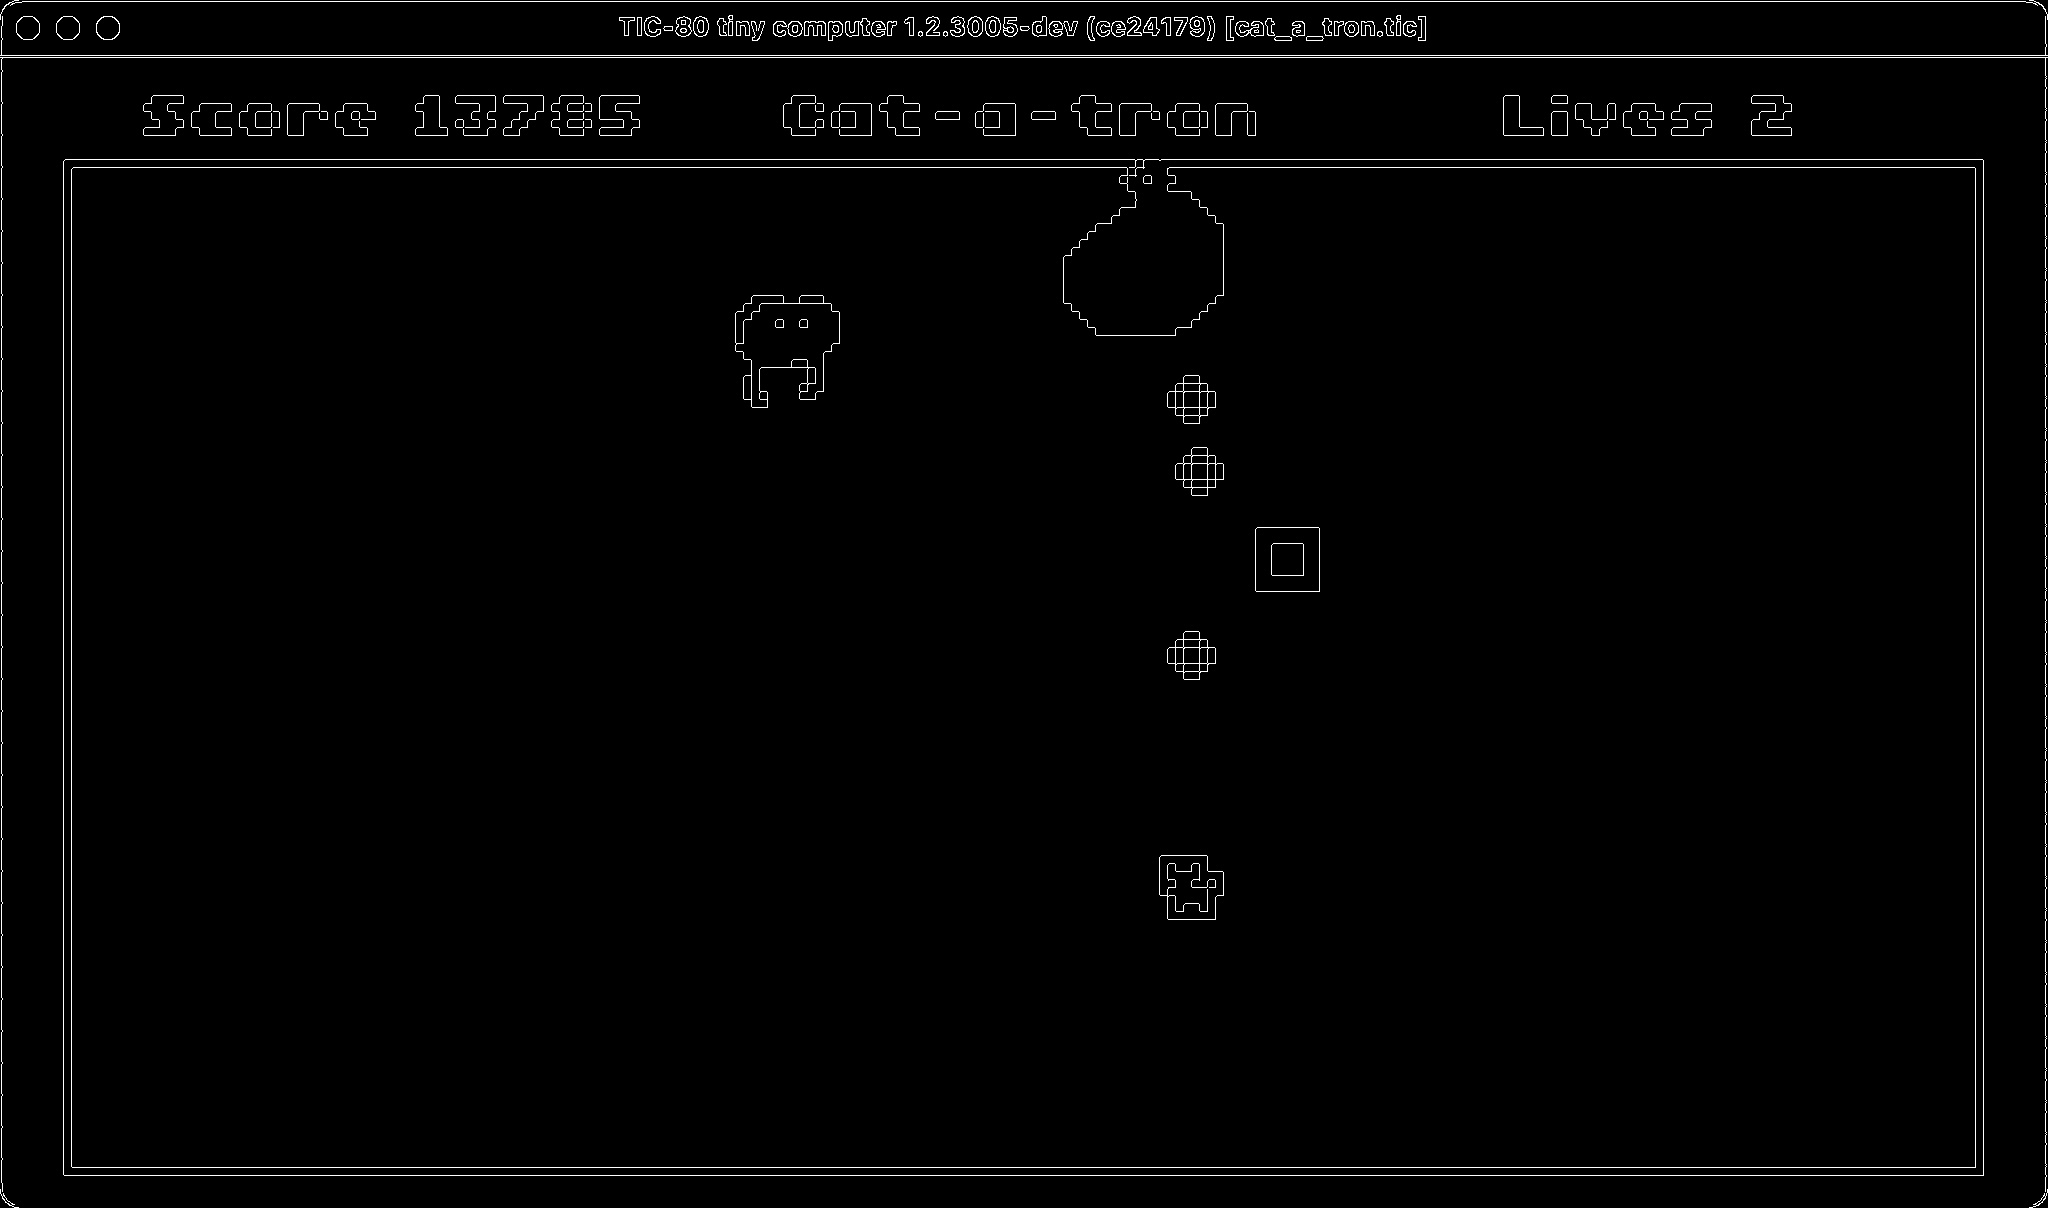 TIC-80 tiny computer 1.2.3005-dev (ce24179) [cat_a_tron.tic]
Score 13785 Cat-a-tron Lives 2